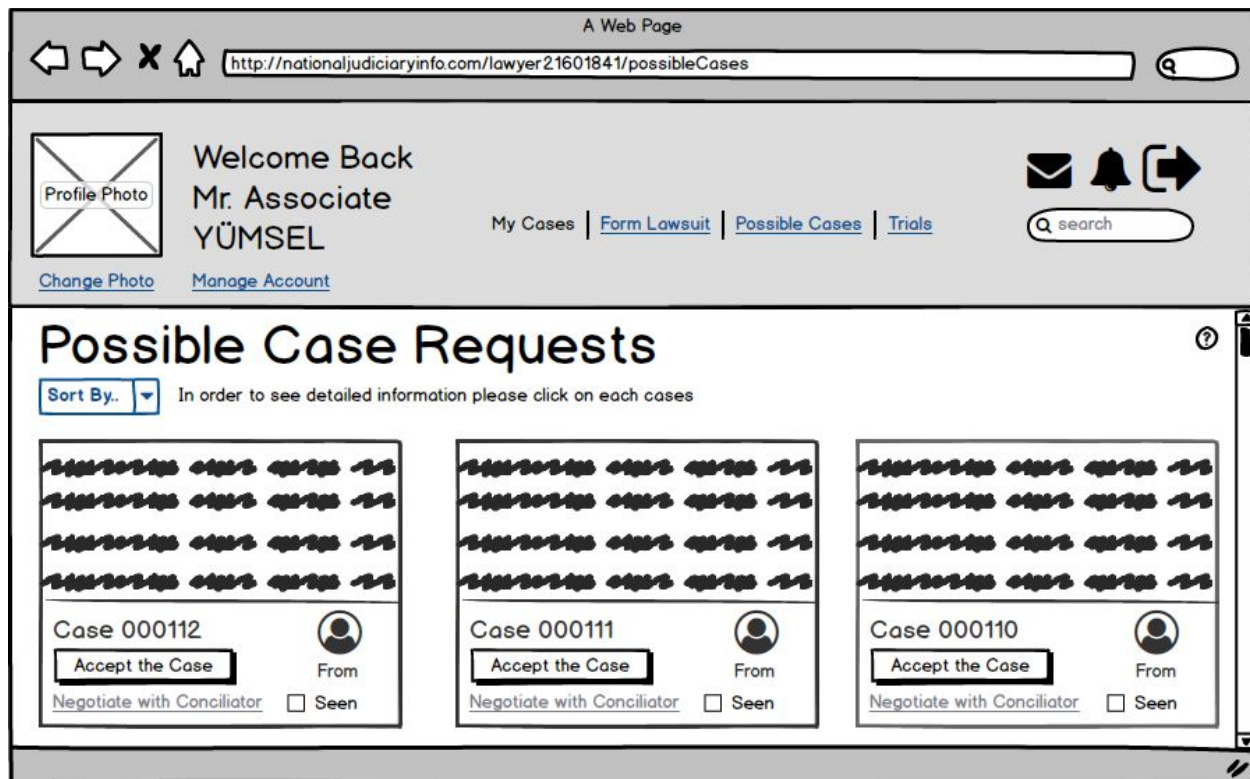 A Web Page
http://nationaljudiciaryinfo.com/lawyer21601841/possibleCases
Profile Photo
Welcome Back
Mr. Associate
YÜMSEL
My Cases | Form Lawsuit | Possible Cases | Trials
search
Change Photo
Manage Account
Possible Case Requests
?
Sort By..
In order to see detailed information please click on each cases
Case 000112
Accept the Case
From
Negotiate with Conciliator
Seen
Case 000111
Accept the Case
From
Negotiate with Conciliator
Seen
Case 000110
Accept the Case
From
Negotiate with Conciliator
Seen